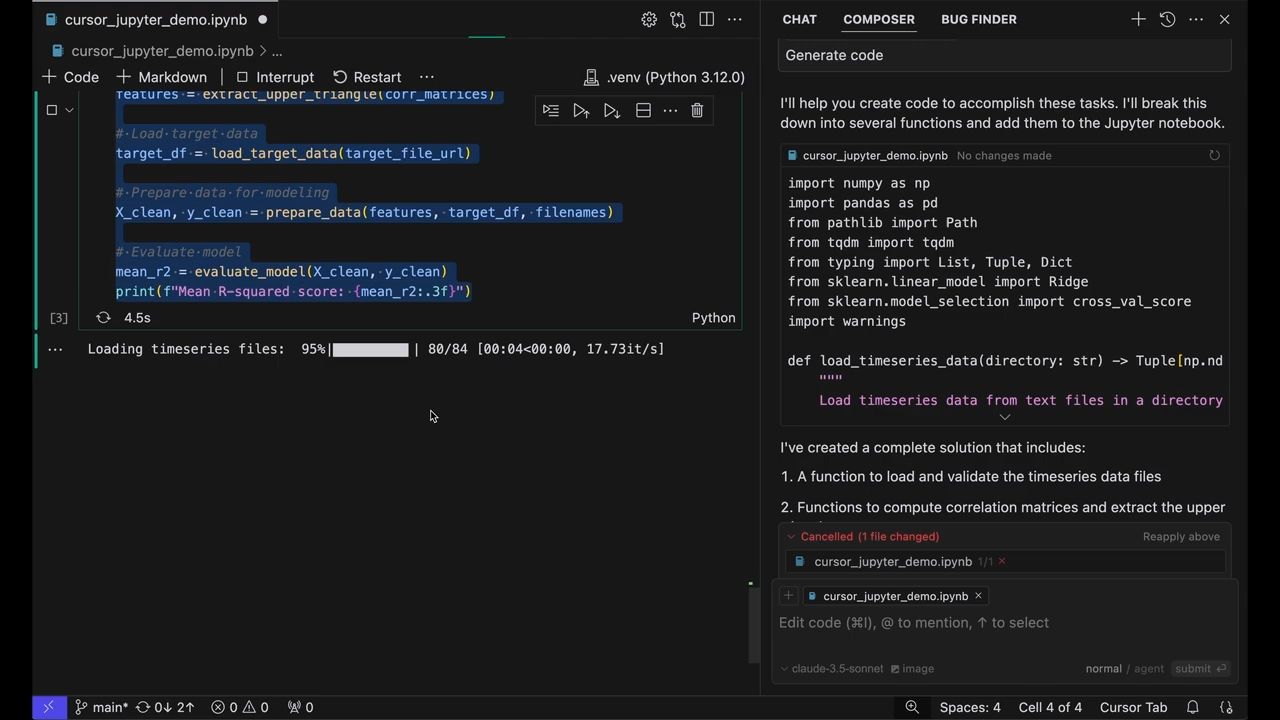 cursor_jupyter_demo.ipynb
cursor_jupyter_demo.ipynb > ...
+ Code + Markdown Interrupt Restart ... .venv (Python 3.12.0)
features = extract_upper_triangle(corr_matrices)
# Load target data
target_df = load_target_data(target_file_url)
# Prepare data for modeling
X_clean, y_clean = prepare_data(features, target_df, filenames)
# Evaluate model
mean_r2 = evaluate_model(X_clean, y_clean)
print(f"Mean R-squared score: {mean_r2:.3f}")
[3] 4.5s Python
... Loading timeseries files: 95%| | 80/84 [00:04<00:00, 17.73it/s]
CHAT COMPOSER BUG FINDER
Generate code
I'll help you create code to accomplish these tasks. I'll break this
down into several functions and add them to the Jupyter notebook.
cursor_jupyter_demo.ipynb No changes made
import numpy as np
import pandas as pd
from pathlib import Path
from tqdm import tqdm
from typing import List, Tuple, Dict
from sklearn.linear_model import Ridge
from sklearn.model_selection import cross_val_score
import warnings
def load_timeseries_data(directory: str) -> Tuple[np.nd
"""
Load timeseries data from text files in a directory
I've created a complete solution that includes:
1. A function to load and validate the timeseries data files
2. Functions to compute correlation matrices and extract the upper
Cancelled (1 file changed) Reapply above
cursor_jupyter_demo.ipynb 1/1 ×
+ cursor_jupyter_demo.ipynb ×
Edit code (⌘I), @ to mention, ↑ to select
claude-3.5-sonnet image normal / agent submit
main* 0↓ 2↑ 0 0 0 Spaces: 4 Cell 4 of 4 Cursor Tab